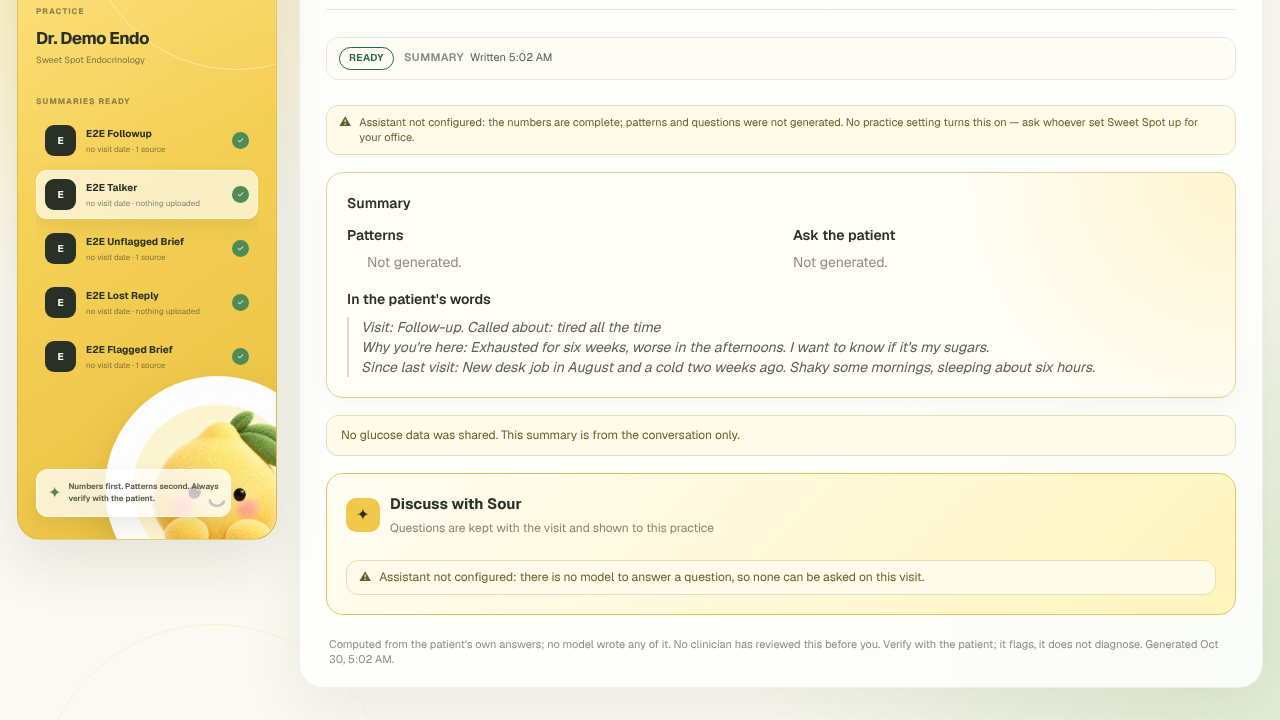 PRACTICE
Dr. Demo Endo
Sweet Spot Endocrinology
SUMMARIES READY
E
E2E Followup
no visit date · 1 source
E
E2E Talker
no visit date · nothing uploaded
E
E2E Unflagged Brief
no visit date · 1 source
E
E2E Lost Reply
no visit date · nothing uploaded
E
E2E Flagged Brief
no visit date · 1 source
Numbers first. Patterns second. Always
verify with the patient.
READY SUMMARY Written 5:02 AM
Assistant not configured: the numbers are complete; patterns and questions were not generated. No practice setting turns this on — ask whoever set Sweet Spot up for
your office.
Summary
Patterns
Not generated.
Ask the patient
Not generated.
In the patient's words
Visit: Follow-up. Called about: tired all the time
Why you're here: Exhausted for six weeks, worse in the afternoons. I want to know if it's my sugars.
Since last visit: New desk job in August and a cold two weeks ago. Shaky some mornings, sleeping about six hours.
No glucose data was shared. This summary is from the conversation only.
Discuss with Sour
Questions are kept with the visit and shown to this practice
Assistant not configured: there is no model to answer a question, so none can be asked on this visit.
Computed from the patient's own answers; no model wrote any of it. No clinician has reviewed this before you. Verify with the patient; it flags, it does not diagnose. Generated Oct
30, 5:02 AM.